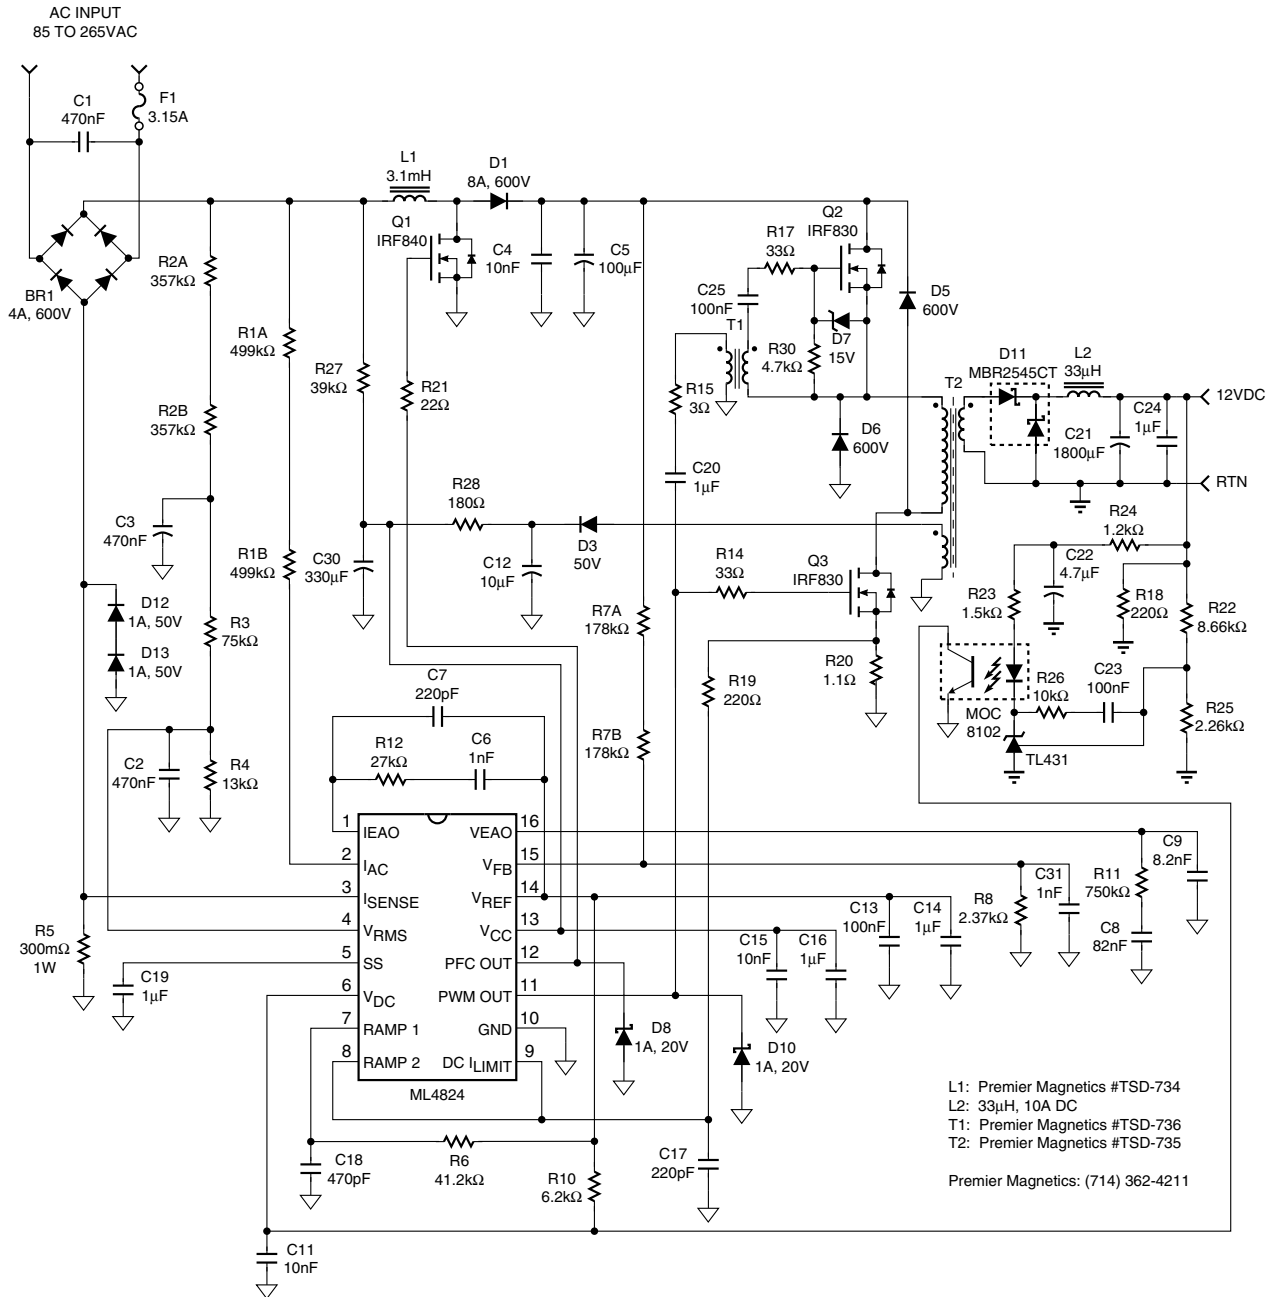 AC INPUT
85 TO 265VAC
C1
470nF
F1
3.15A
L1
3.1mH
D1
8A, 600V
Q1
IRF840
C4
10nF
C5
100µF
R17
33Ω
Q2
IRF830
C25
100nF
T1
D7
15V
R30
4.7kΩ
D5
600V
BR1
4A, 600V
R2A
357kΩ
R1A
499kΩ
R27
39kΩ
R21
22Ω
R15
3Ω
D6
600V
T2
D11
MBR2545CT
L2
33µH
12VDC
C24
1µF
C21
1800µF
RTN
R2B
357kΩ
C20
1µF
R28
180Ω
C3
470nF
R1B
499kΩ
C30
330µF
C12
10µF
D3
50V
R14
33Ω
Q3
IRF830
R24
1.2kΩ
C22
4.7µF
R23
1.5kΩ
R18
220Ω
R22
8.66kΩ
D12
1A, 50V
D13
1A, 50V
R3
75kΩ
R7A
178kΩ
R19
220Ω
R20
1.1Ω
R26
10kΩ
C23
100nF
MOC
8102
TL431
R25
2.26kΩ
C7
220pF
R12
27kΩ
C6
1nF
R7B
178kΩ
C2
470nF
R4
13kΩ
1 IEAO VEAO 16
2 IAC VFB 15
3 ISENSE VREF 14
4 VRMS VCC 13
5 SS PFC OUT 12
6 VDC PWM OUT 11
7 RAMP 1 GND 10
8 RAMP 2 DC ILIMIT 9
ML4824
R5
300mΩ
1W
C19
1µF
C9
8.2nF
R11
750kΩ
C31
1nF
R8
2.37kΩ
C8
82nF
C13
100nF
C14
1µF
C15
10nF
C16
1µF
D8
1A, 20V
D10
1A, 20V
C18
470pF
R6
41.2kΩ
R10
6.2kΩ
C17
220pF
C11
10nF
L1: Premier Magnetics #TSD-734
L2: 33µH, 10A DC
T1: Premier Magnetics #TSD-736
T2: Premier Magnetics #TSD-735
Premier Magnetics: (714) 362-4211